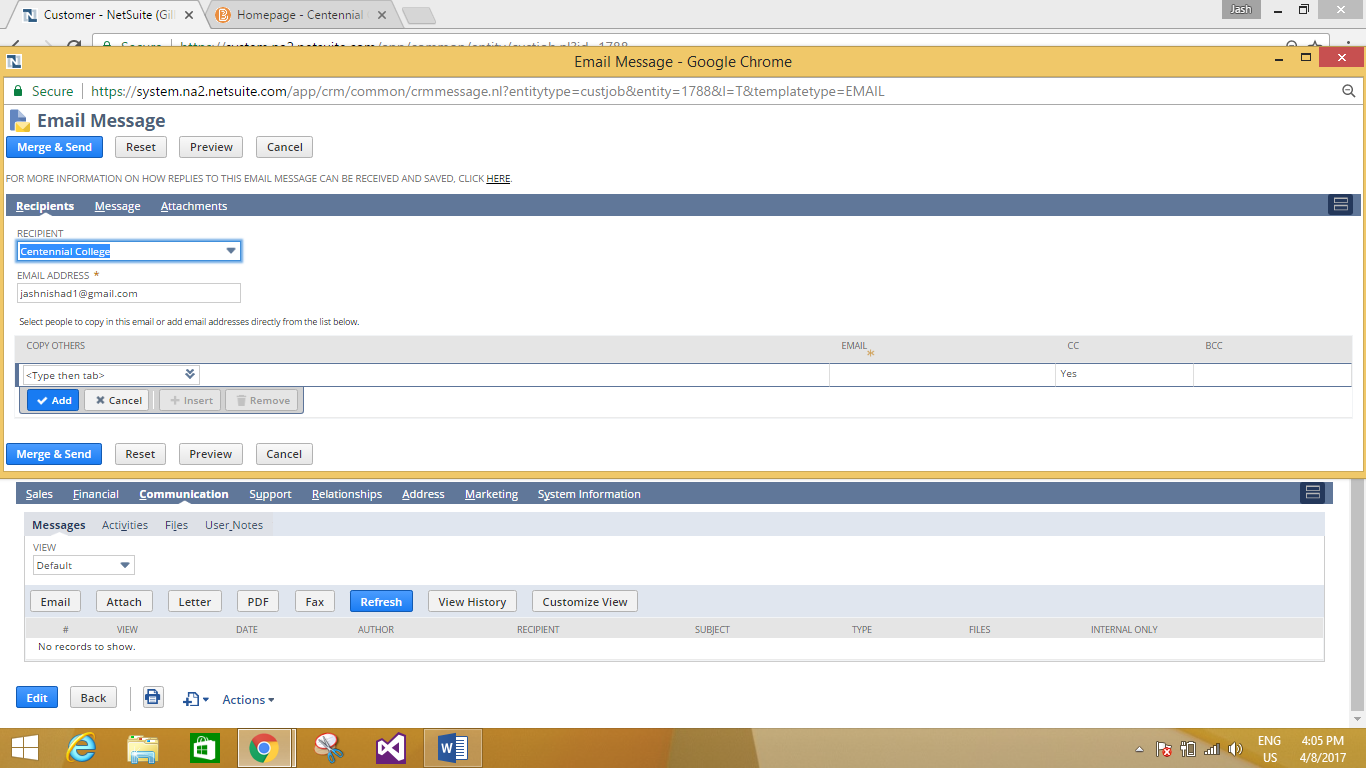 Customer - NetSuite (Gil
Homepage - Centennial
Jash
Email Message - Google Chrome
Secure https://system.na2.netsuite.com/app/crm/common/crmmessage.nl?entitytype=custjob&entity=1788&l=T&templatetype=EMAIL
Email Message
Merge & Send Reset Preview Cancel
FOR MORE INFORMATION ON HOW REPLIES TO THIS EMAIL MESSAGE CAN BE RECEIVED AND SAVED, CLICK HERE.
Recipients Message Attachments
RECIPIENT
Centennial College
EMAIL ADDRESS *
jashnishad1@gmail.com
Select people to copy in this email or add email addresses directly from the list below.
COPY OTHERS EMAIL * CC BCC
<Type then tab> Yes
Add Cancel Insert Remove
Merge & Send Reset Preview Cancel
Sales Financial Communication Support Relationships Address Marketing System Information
Messages Activities Files User Notes
VIEW
Default
Email Attach Letter PDF Fax Refresh View History Customize View
# VIEW DATE AUTHOR RECIPIENT SUBJECT TYPE FILES INTERNAL ONLY
No records to show.
Edit Back Actions
ENG 4:05 PM
US 4/8/2017